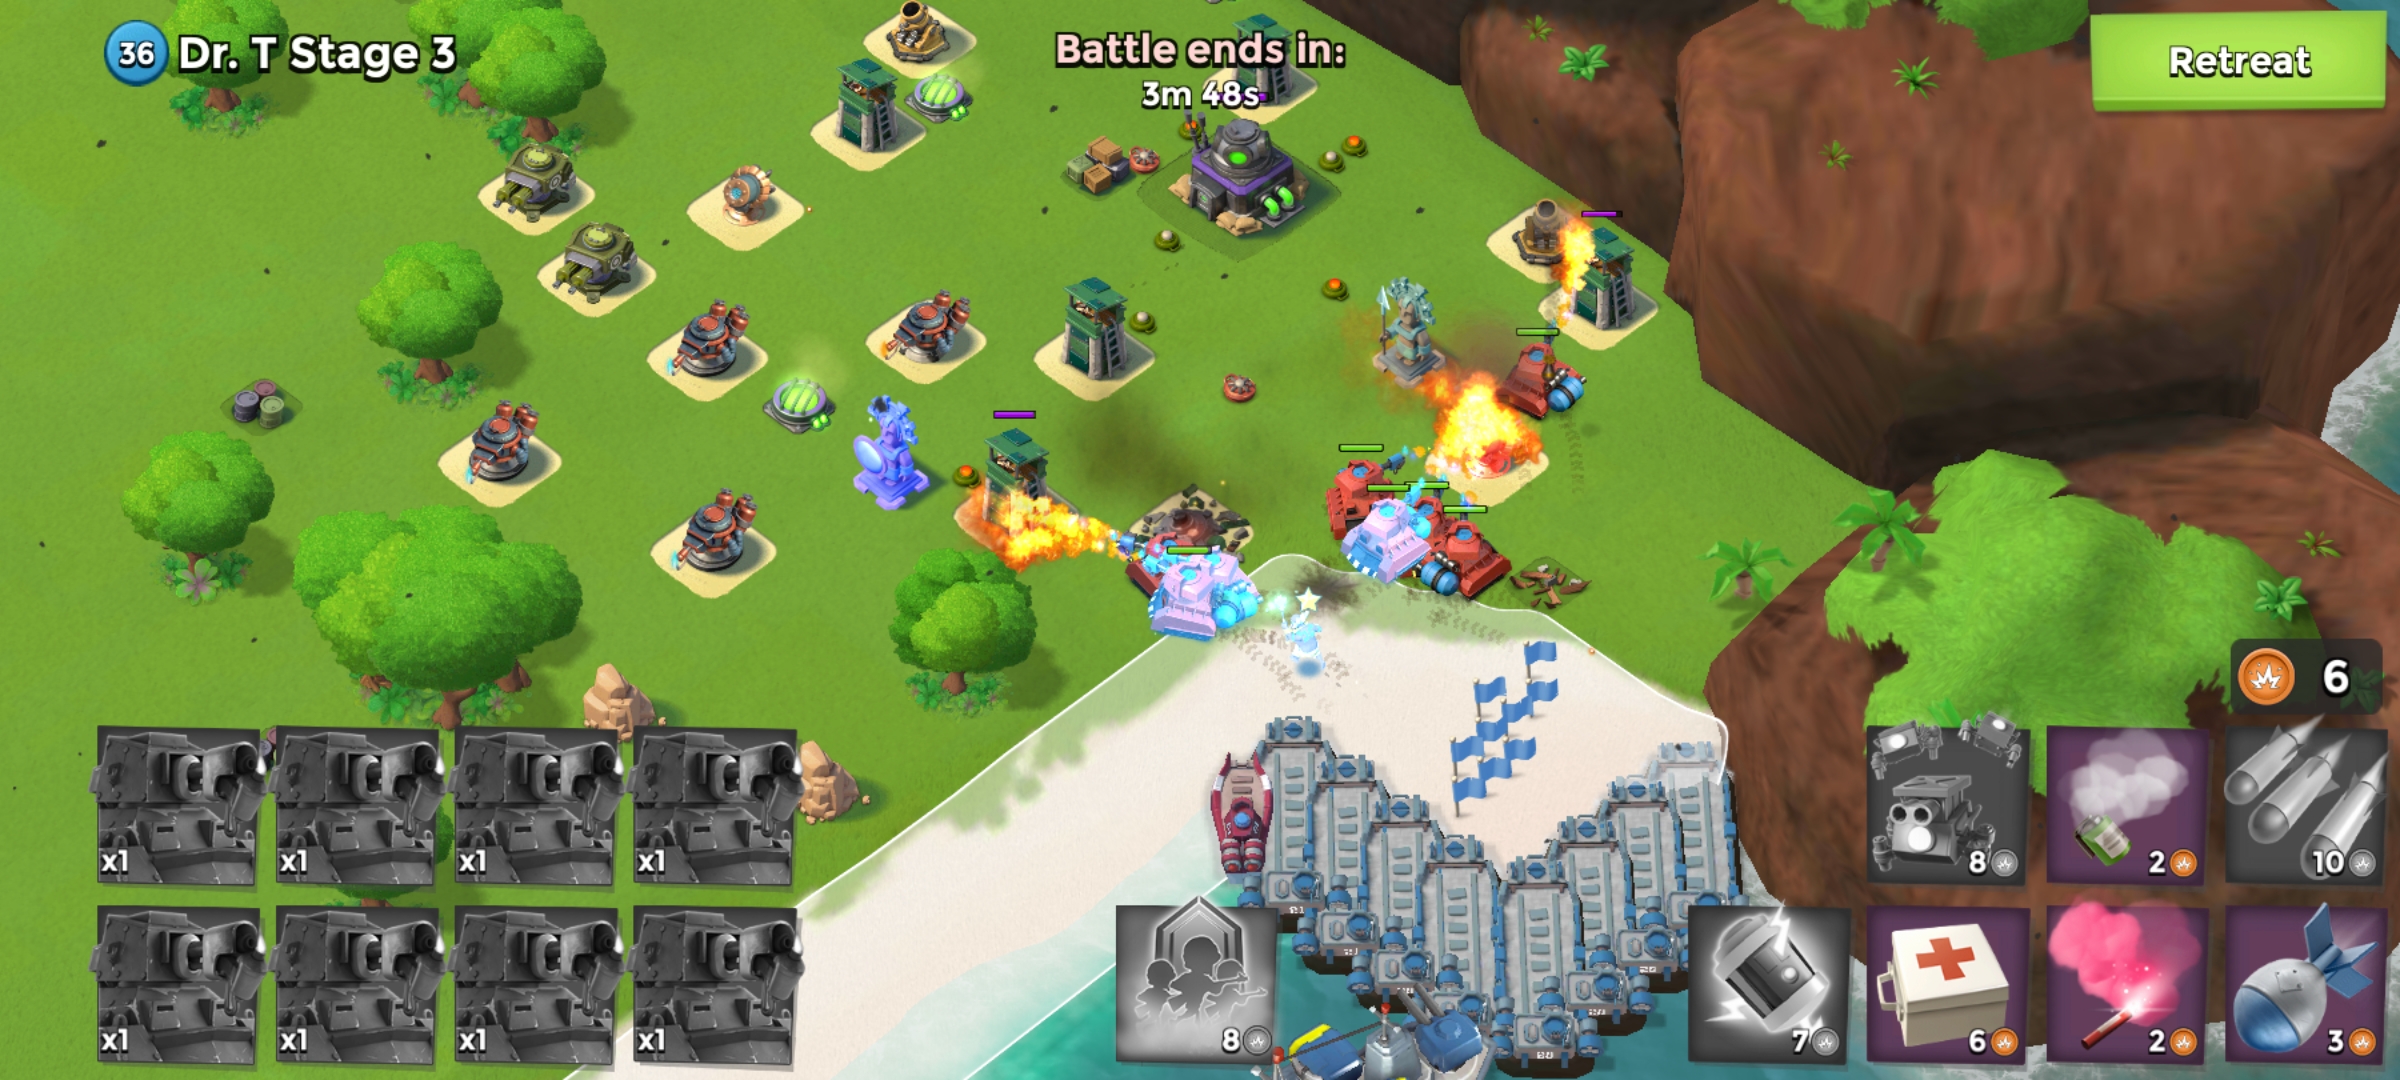 36 Dr. T Stage 3
Battle ends in:
3m 48s
Retreat
6
x1 x1 x1 x1
8 2 10
x1 x1 x1 x1
8 7 6 2 3